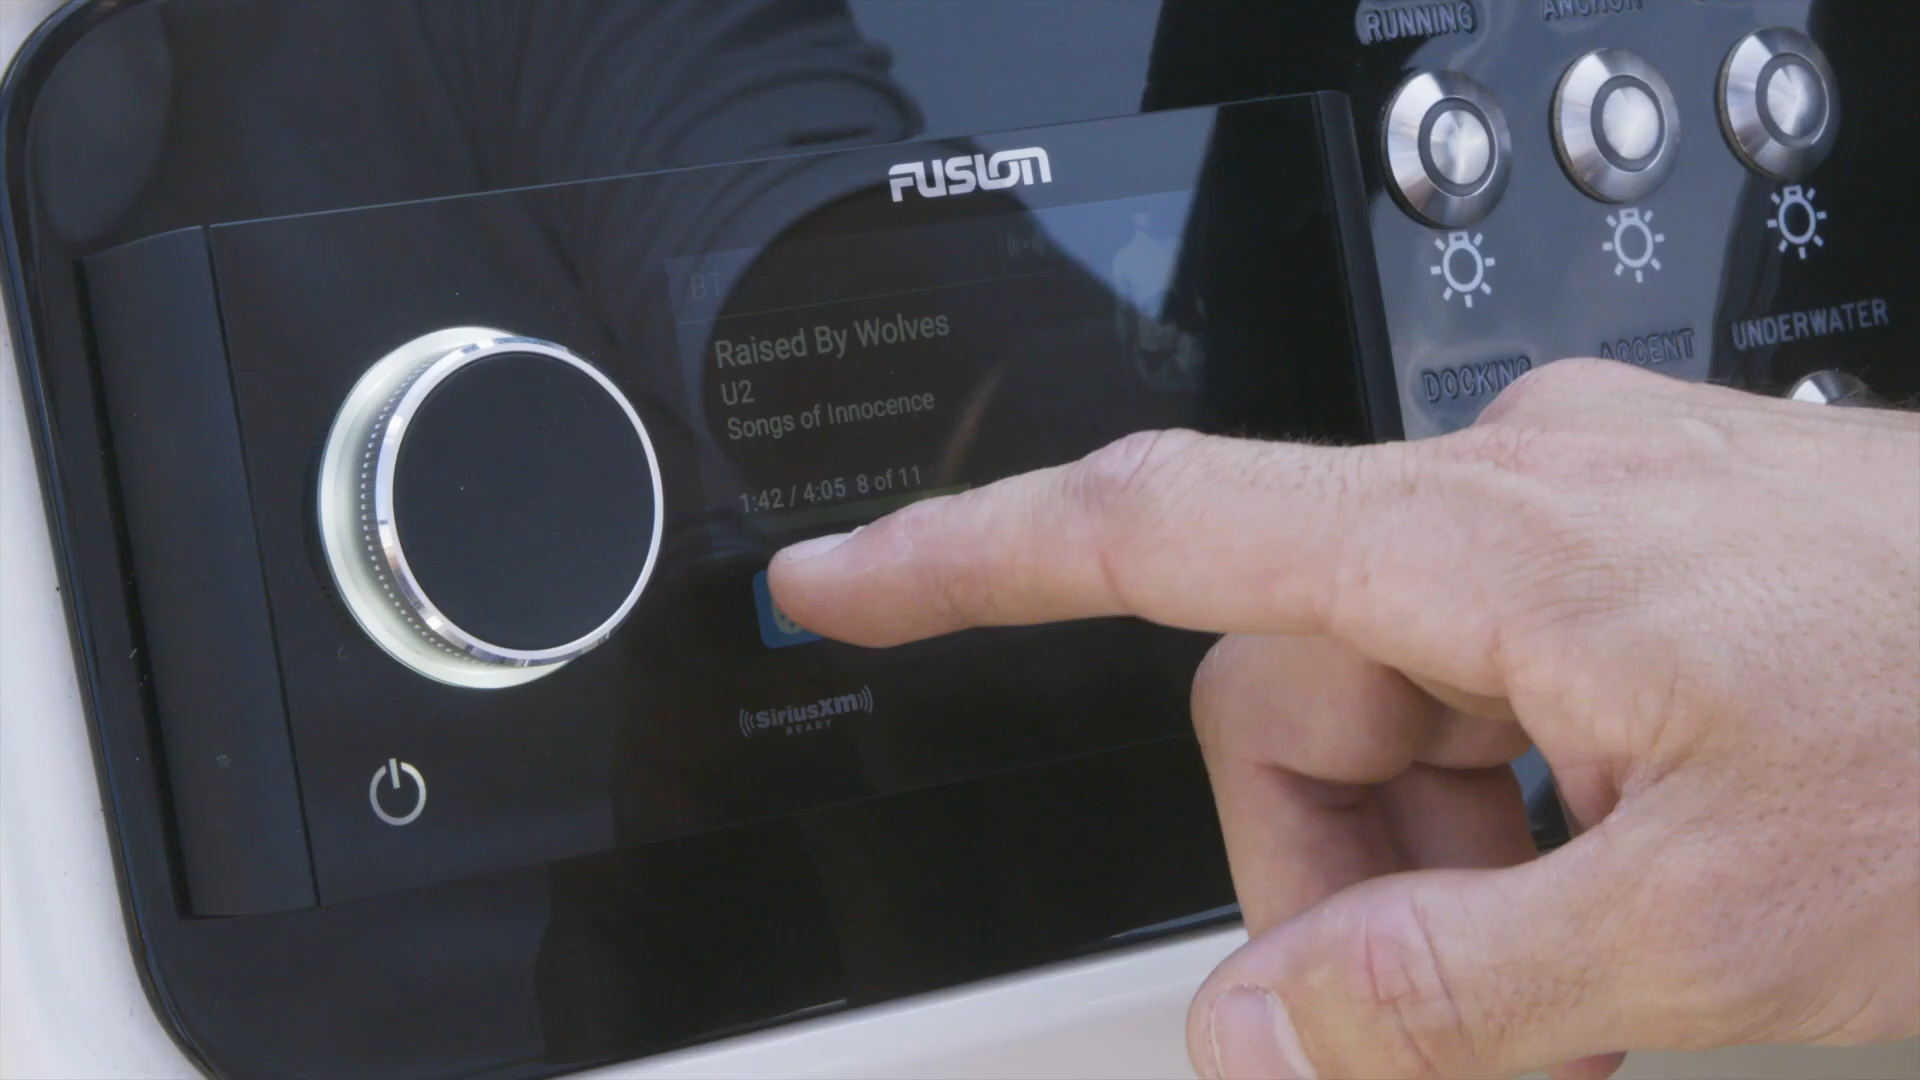 RUNNING
ANCHOR
FUSION
BT
Raised By Wolves
U2
Songs of Innocence
1:42 / 4:05 8 of 11
siriusxm
READY
DOCKING
ACCENT
UNDERWATER